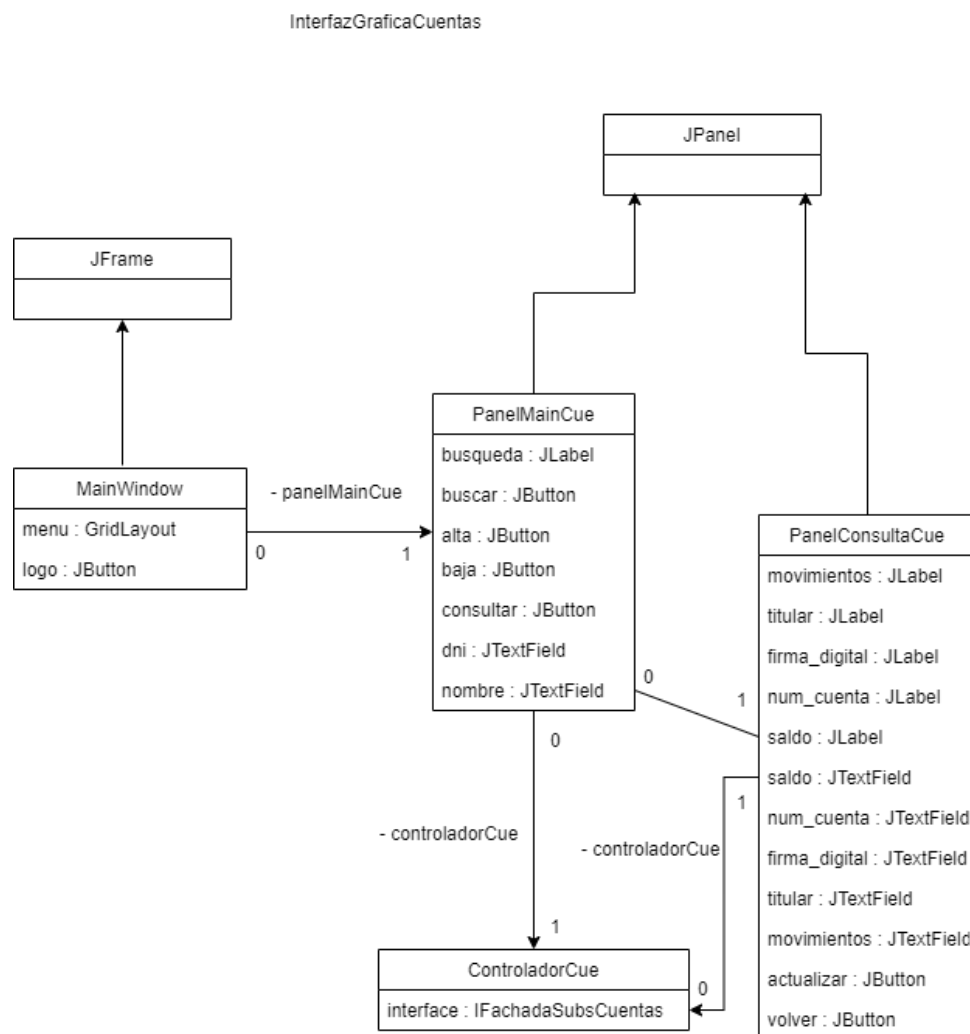 InterfazGraficaCuentas
JPanel
JFrame
PanelMainCue
busqueda : JLabel
buscar : JButton
alta : JButton
baja : JButton
consultar : JButton
dni : JTextField
nombre : JTextField
MainWindow
menu : GridLayout
logo : JButton
- panelMainCue
0
1
PanelConsultaCue
movimientos : JLabel
titular : JLabel
firma_digital : JLabel
num_cuenta : JLabel
saldo : JLabel
saldo : JTextField
num_cuenta : JTextField
firma_digital : JTextField
titular : JTextField
movimientos : JTextField
actualizar : JButton
volver : JButton
0
1
0
1
- controladorCue
- controladorCue
1
0
ControladorCue
interface : IFachadaSubsCuentas